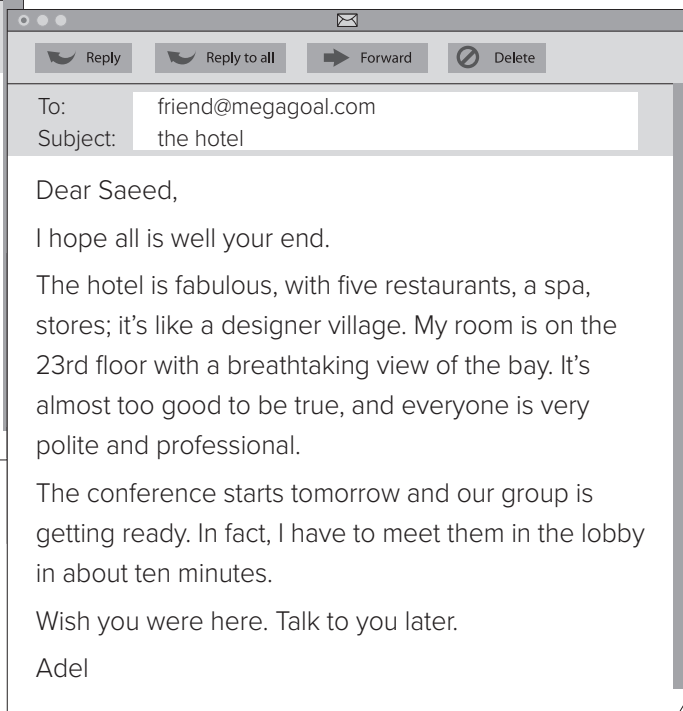 Reply
Reply to all
Forward
Delete
To: friend@megagoal.com
Subject: the hotel
Dear Saeed,
I hope all is well your end.
The hotel is fabulous, with five restaurants, a spa,
stores; it's like a designer village. My room is on the
23rd floor with a breathtaking view of the bay. It's
almost too good to be true, and everyone is very
polite and professional.
The conference starts tomorrow and our group is
getting ready. In fact, I have to meet them in the lobby
in about ten minutes.
Wish you were here. Talk to you later.
Adel